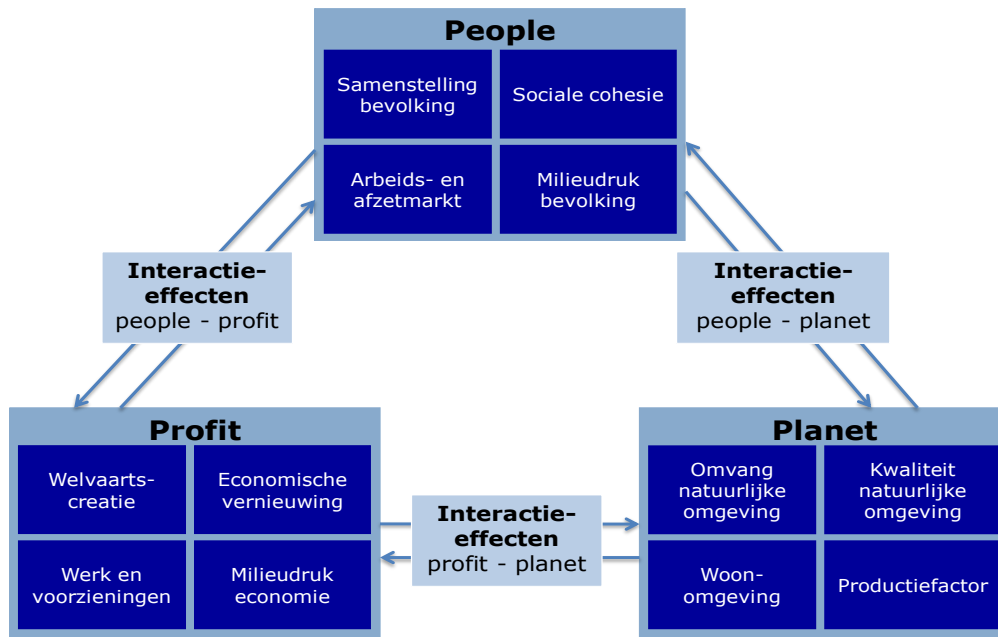 People
Samenstelling
bevolking
Sociale cohesie
Arbeids- en
afzetmarkt
Milieudruk
bevolking
Interactie-
effecten
people - profit
Interactie-
effecten
people - planet
Profit
Welvaarts-
creatie
Economische
vernieuwing
Werk en
voorzieningen
Milieudruk
economie
Interactie-
effecten
profit - planet
Planet
Omvang
natuurlijke
omgeving
Kwaliteit
natuurlijke
omgeving
Woon-
omgeving
Productiefactor